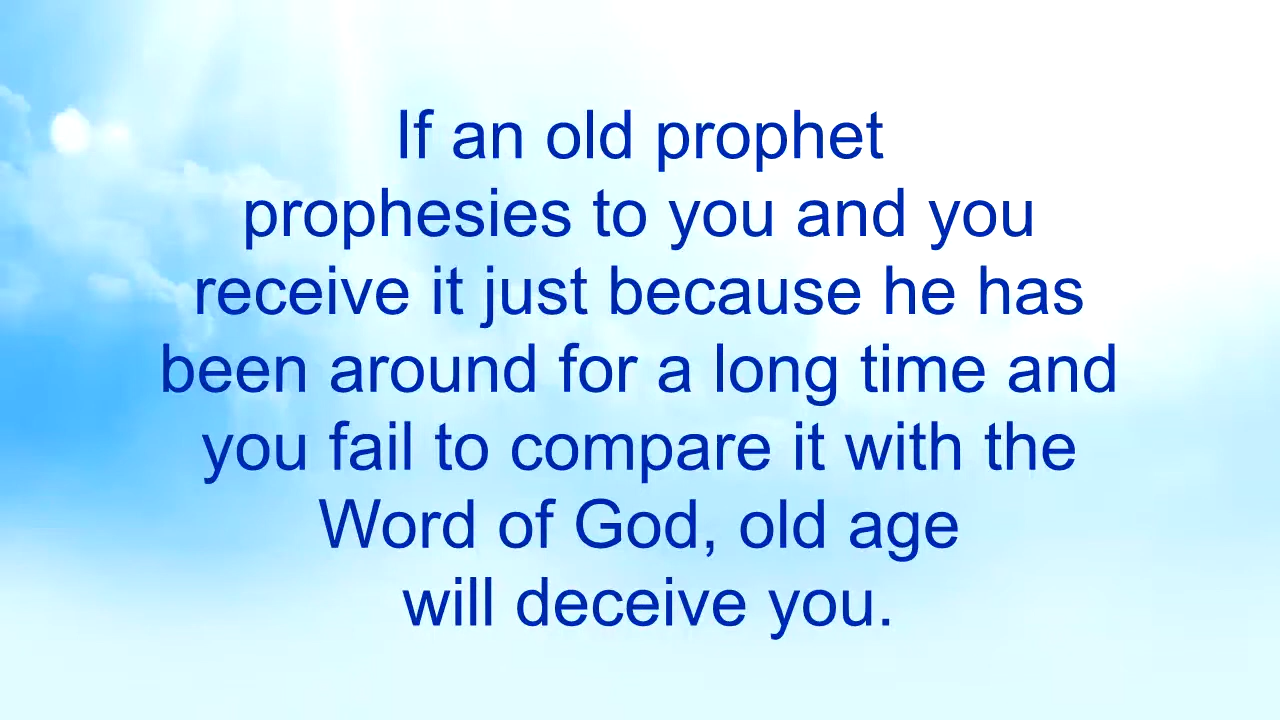 If an old prophet
prophesies to you and you
receive it just because he has
been around for a long time and
you fail to compare it with the
Word of God, old age
will deceive you.